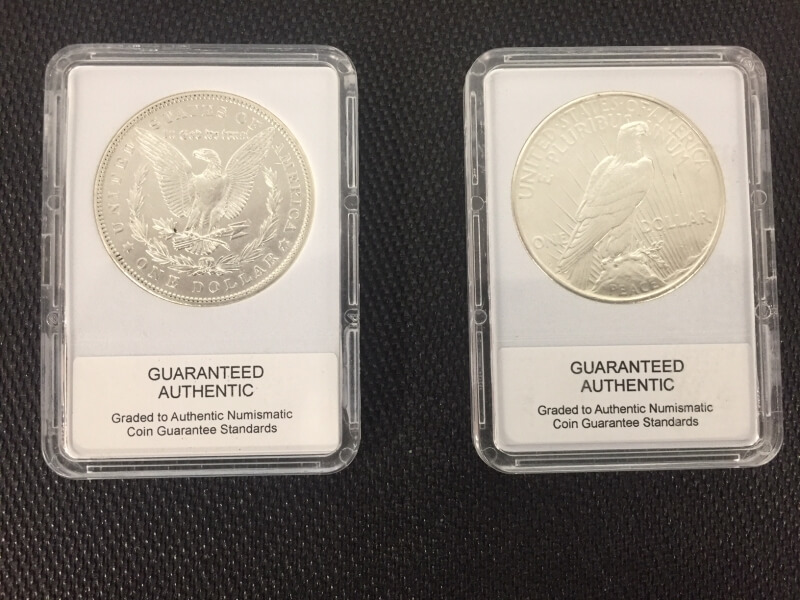 UNITED STATES OF AMERICA
In God we trust
ONE DOLLAR
GUARANTEED
AUTHENTIC
Graded to Authentic Numismatic
Coin Guarantee Standards
UNITED STATES OF AMERICA
E PLURIBUS UNUM
ONE DOLLAR
PEACE
GUARANTEED
AUTHENTIC
Graded to Authentic Numismatic
Coin Guarantee Standards